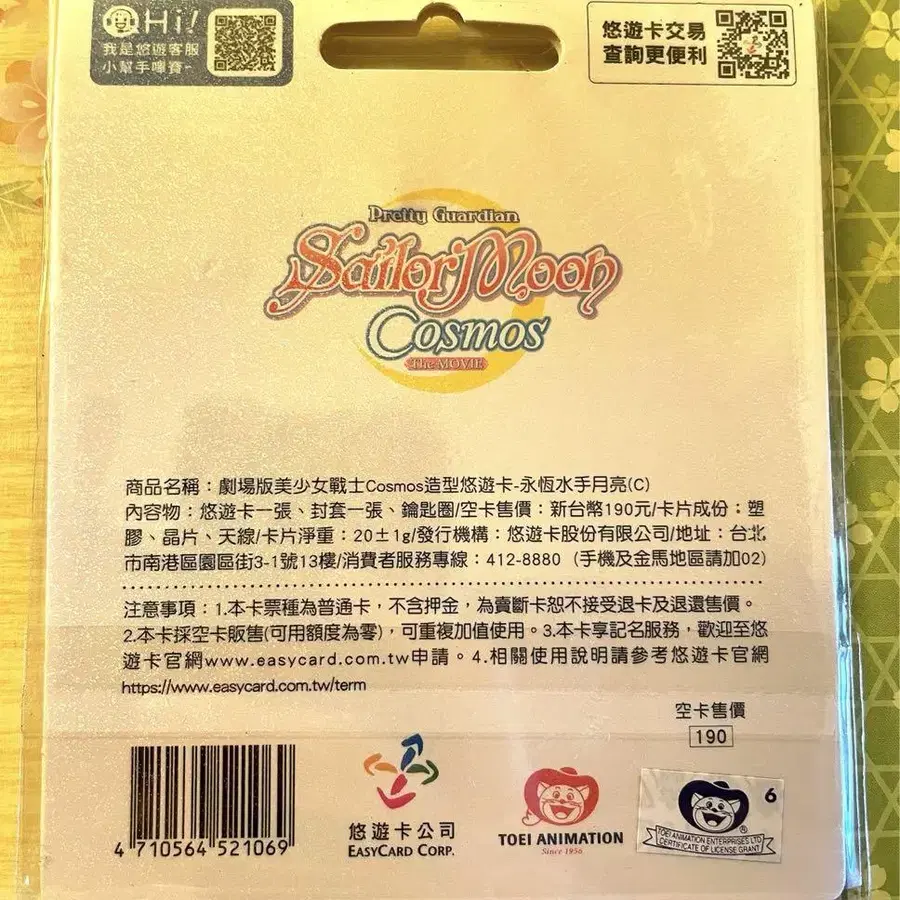 Hi!
我是悠遊客服
小幫手嗶寶~
悠遊卡交易
查詢更便利
Pretty Guardian
Sailor Moon
Cosmos
The MOVIE
商品名稱：劇場版美少女戰士Cosmos造型悠遊卡-永恆水手月亮(C)
內容物：悠遊卡一張、封套一張、鑰匙圈/空卡售價：新台幣190元/卡片成份：塑
膠、晶片、天線/卡片淨重：20±1g/發行機構：悠遊卡股份有限公司/地址：台北
市南港區園區街3-1號13樓/消費者服務專線：412-8880（手機及金馬地區請加02）
注意事項：1.本卡票種為普通卡，不含押金，為賣斷卡恕不接受退卡及退還售價。
2.本卡採空卡販售(可用額度為零)，可重複加值使用。3.本卡享記名服務，歡迎至悠
遊卡官網www.easycard.com.tw申請。4.相關使用說明請參考悠遊卡官網
https://www.easycard.com.tw/term
空卡售價
190
4 710564 521069
悠遊卡公司
EASYCARD CORP.
TOEI ANIMATION
Since 1956
6
TOEI ANIMATION ENTERPRISES LTD
CERTIFICATE OF LICENSE GRANT